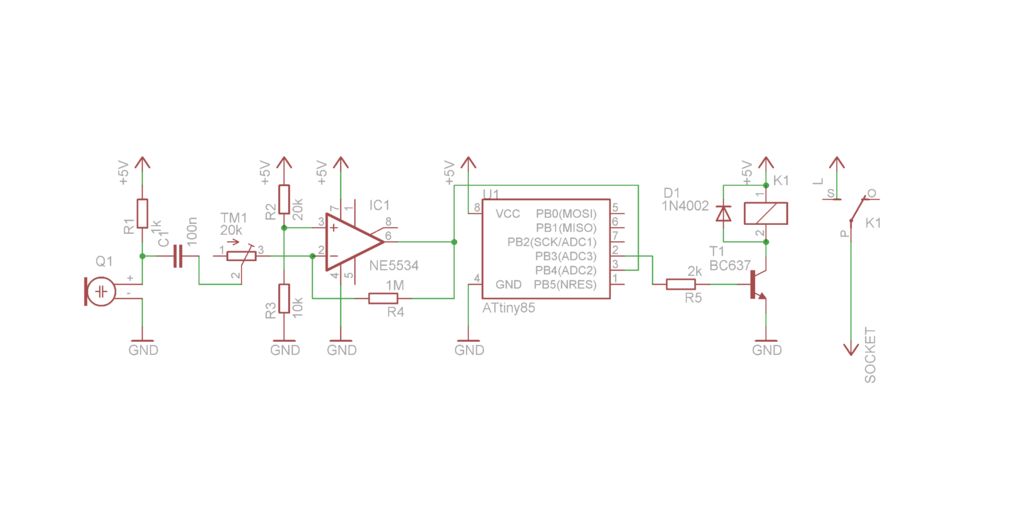 +5V
R1
1k
C1
100n
Q1
+
-
GND
TM1
20k
1
3
2
+5V
R2
20k
R3
10k
GND
+5V
IC1
7
1
8
3
+
6
2
-
4
5
NE5534
GND
1M
R4
+5V
U1
8
VCC
PB0(MOSI)
5
PB1(MISO)
6
PB2(SCK/ADC1)
7
PB3(ADC3)
2
PB4(ADC2)
3
4
GND
PB5(NRES)
1
ATtiny85
GND
2k
R5
D1
1N4002
+5V
K1
1
2
T1
BC637
GND
L
S
O
K1
P
SOCKET